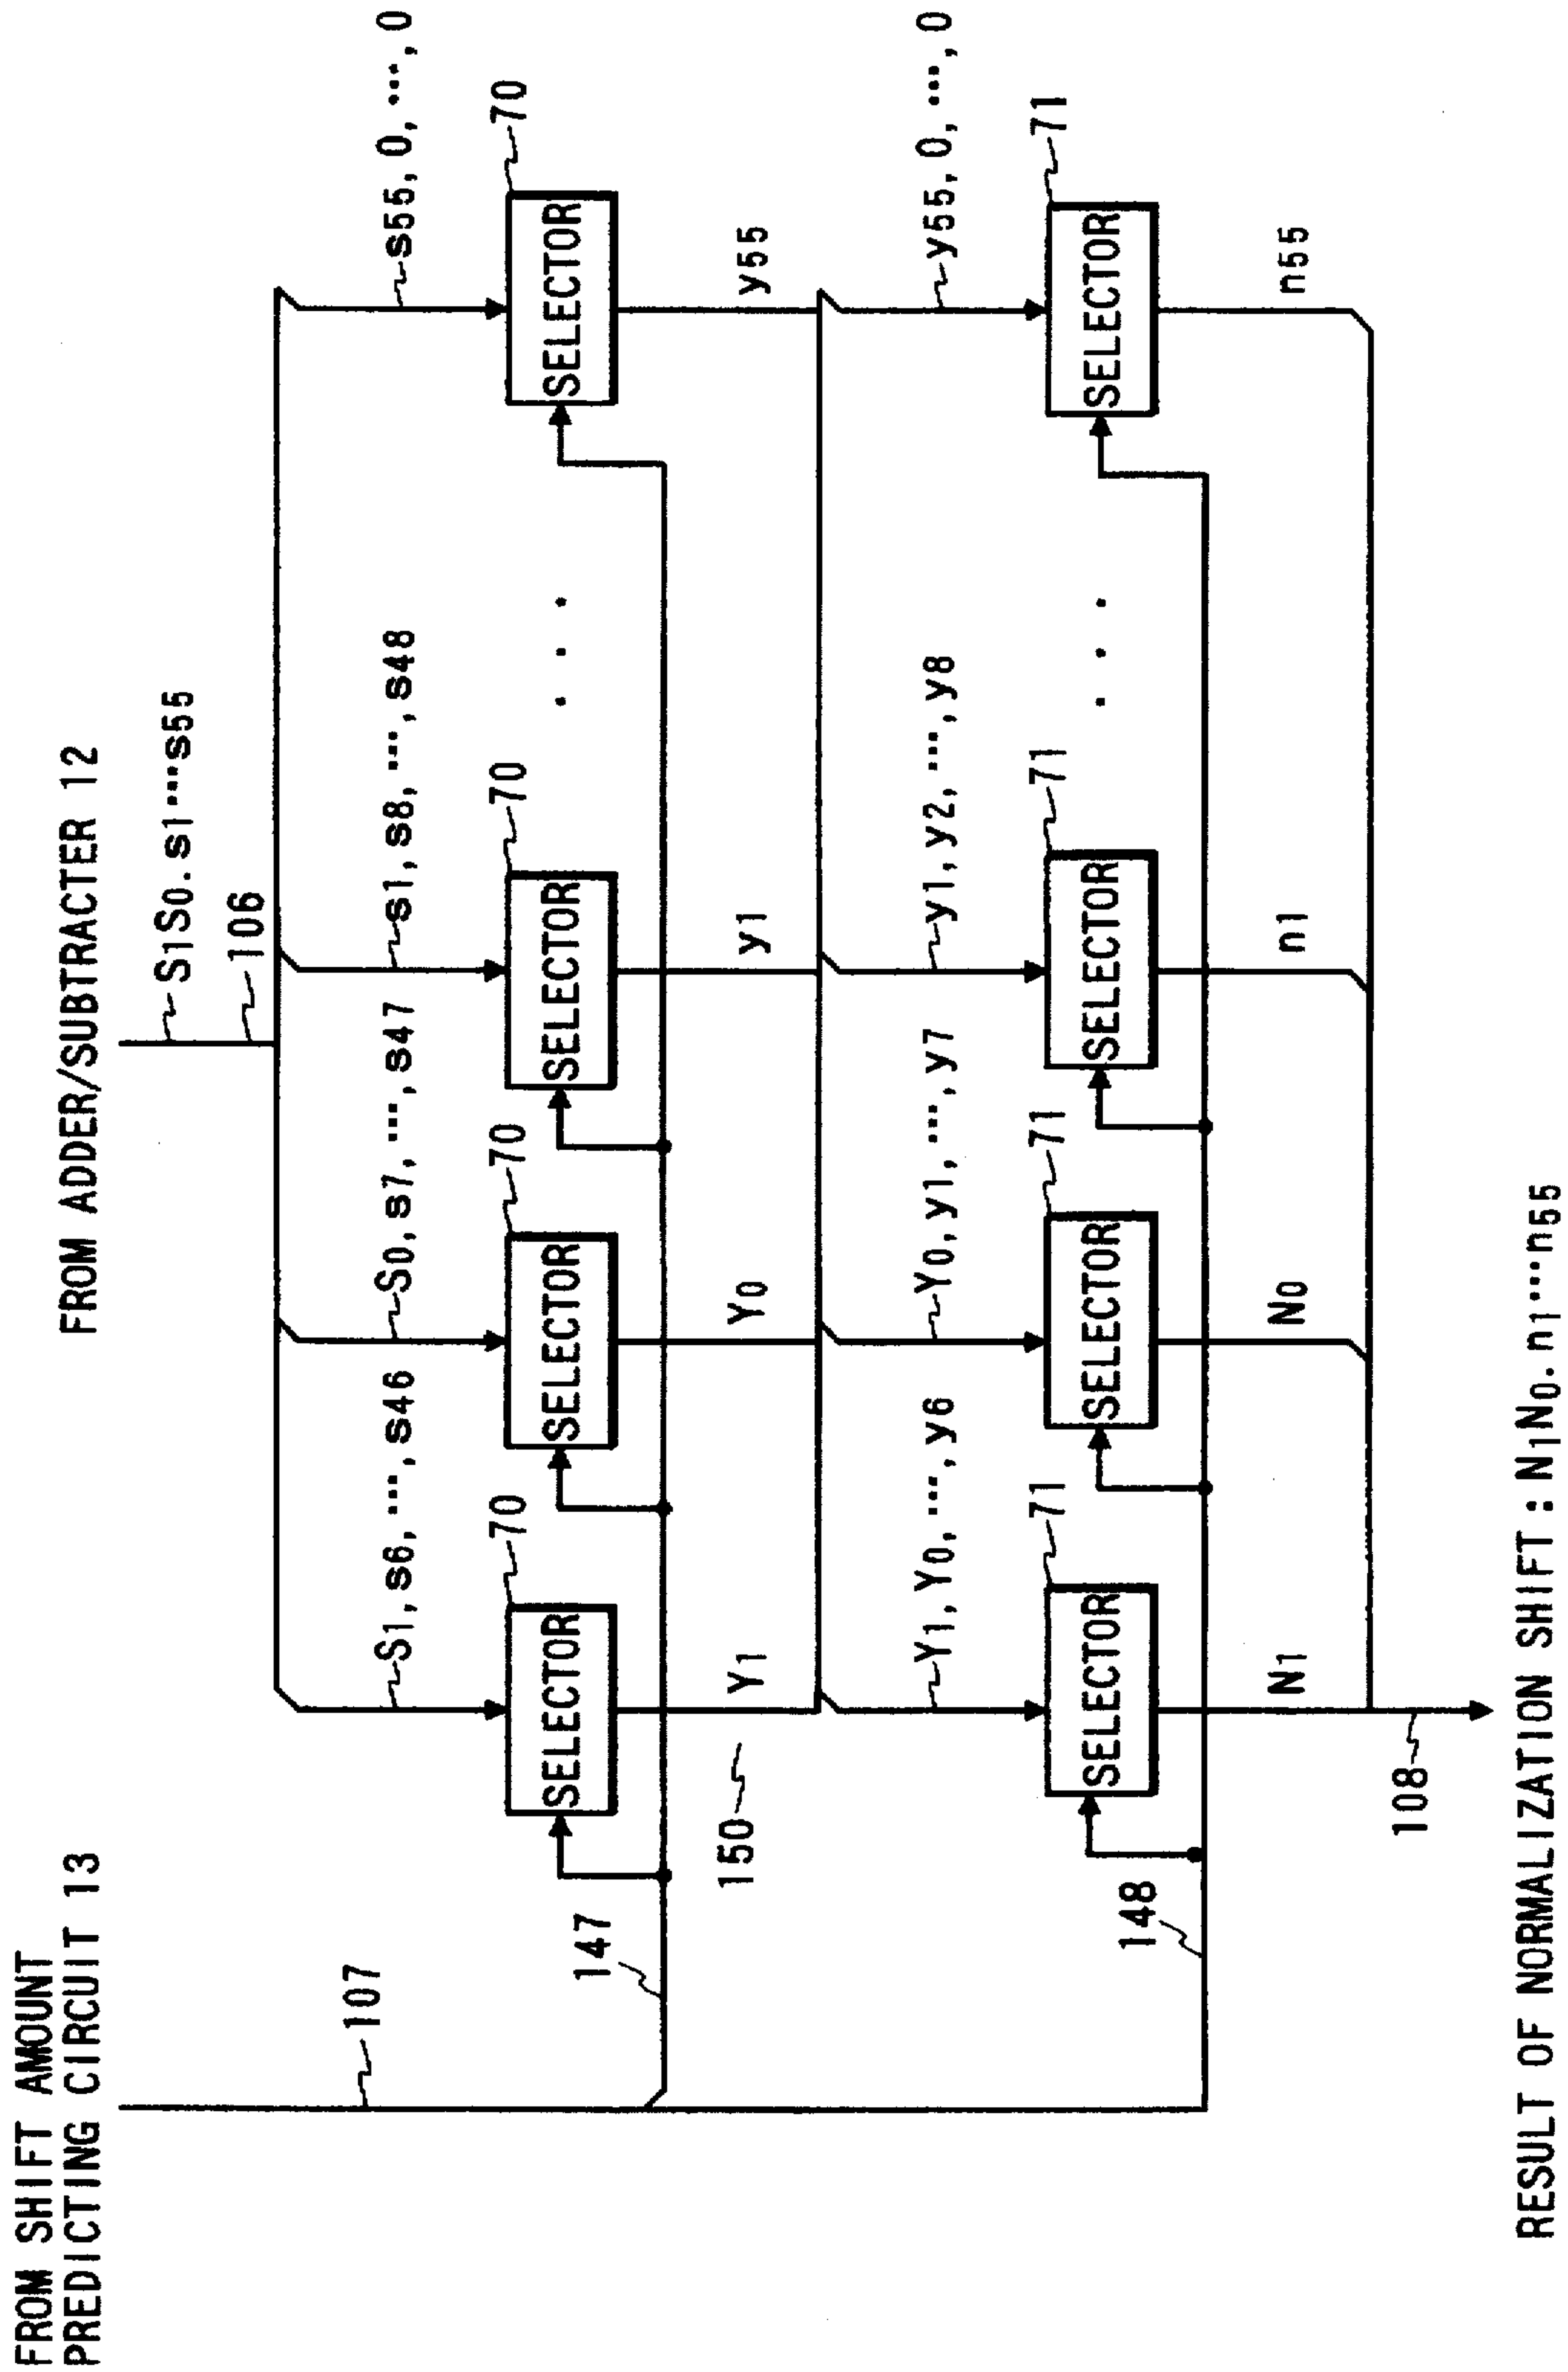 FROM SHIFT AMOUNT
PREDICTING CIRCUIT 13
FROM ADDER/SUBTRACTER 12
S1S0.s1···s55
106
107
S1,s6,···,s46
S0,s7,···,s47
s1,s8,···,s48
s55,0,···,0
70
70
70
70
SELECTOR
SELECTOR
SELECTOR
. . .
SELECTOR
147
150
Y1
Y0
y1
y55
Y1,Y0,···,y6
Y0,y1,···,y7
y1,y2,···,y8
y55,0,···,0
71
71
71
71
SELECTOR
SELECTOR
SELECTOR
. . .
SELECTOR
148
N1
N0
n1
n55
108
RESULT OF NORMALIZATION SHIFT : N1N0.n1···n55